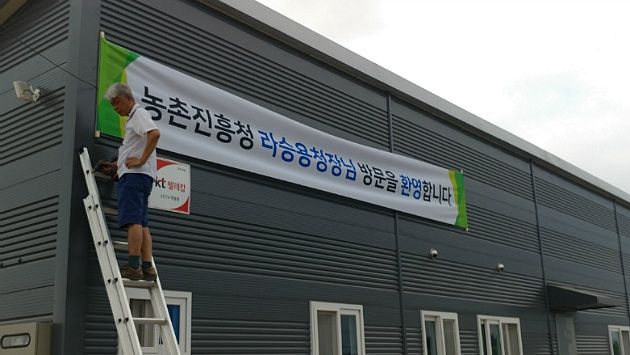 농촌진흥청 라승용청장님 방문을 환영합니다
kt 텔레캅